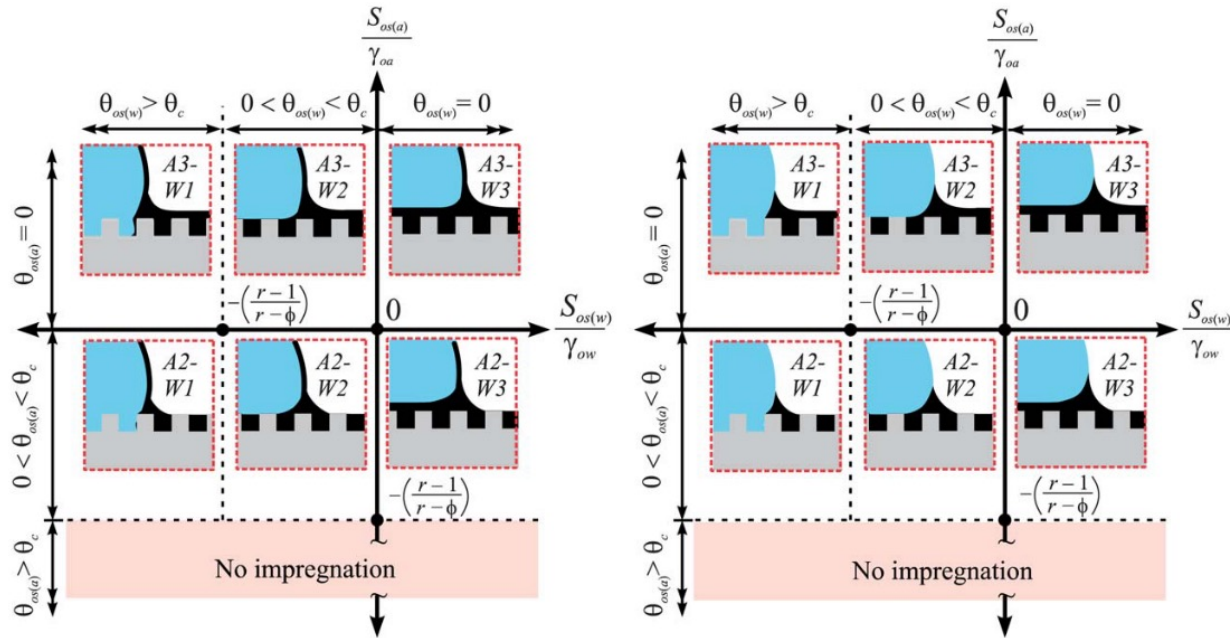 S_os(a)
γ_oa
θ_os(w) > θ_c
0 < θ_os(w) < θ_c
θ_os(w) = 0
A3-
W1
A3-
W2
A3-
W3
θ_os(a) = 0
−(r − 1 / r − ϕ)
0
S_os(w)
γ_ow
A2-
W1
A2-
W2
A2-
W3
0 < θ_os(a) < θ_c
−(r − 1 / r − ϕ)
No impregnation
θ_os(a) > θ_c
S_os(a)
γ_oa
θ_os(w) > θ_c
0 < θ_os(w) < θ_c
θ_os(w) = 0
A3-
W1
A3-
W2
A3-
W3
θ_os(a) = 0
−(r − 1 / r − ϕ)
0
S_os(w)
γ_ow
A2-
W1
A2-
W2
A2-
W3
0 < θ_os(a) < θ_c
−(r − 1 / r − ϕ)
No impregnation
θ_os(a) > θ_c